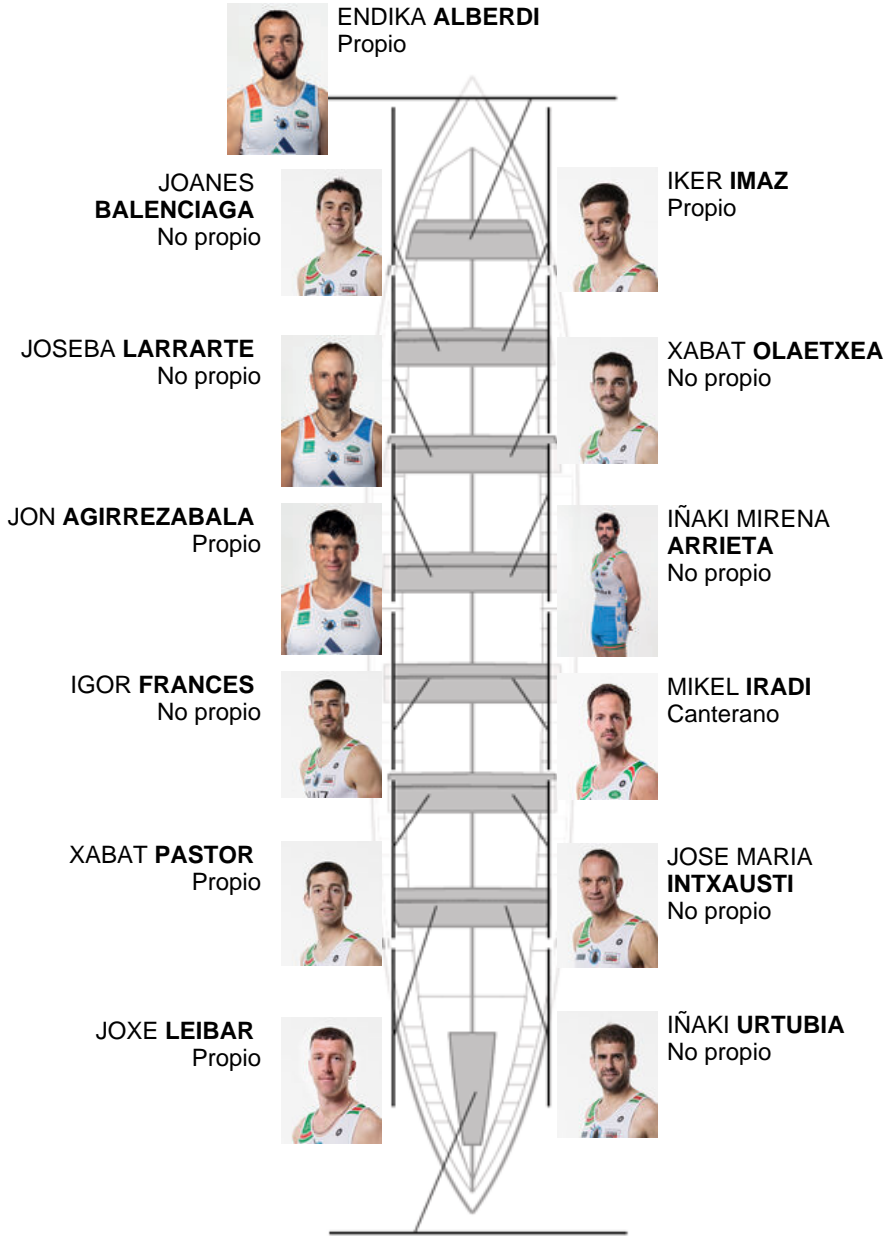 ENDIKA ALBERDI
Propio
JOANES
BALENCIAGA
No propio
IKER IMAZ
Propio
JOSEBA LARRARTE
No propio
XABAT OLAETXEA
No propio
JON AGIRREZABALA
Propio
IÑAKI MIRENA
ARRIETA
No propio
IGOR FRANCES
No propio
MIKEL IRADI
Canterano
XABAT PASTOR
Propio
JOSE MARIA
INTXAUSTI
No propio
JOXE LEIBAR
Propio
IÑAKI URTUBIA
No propio